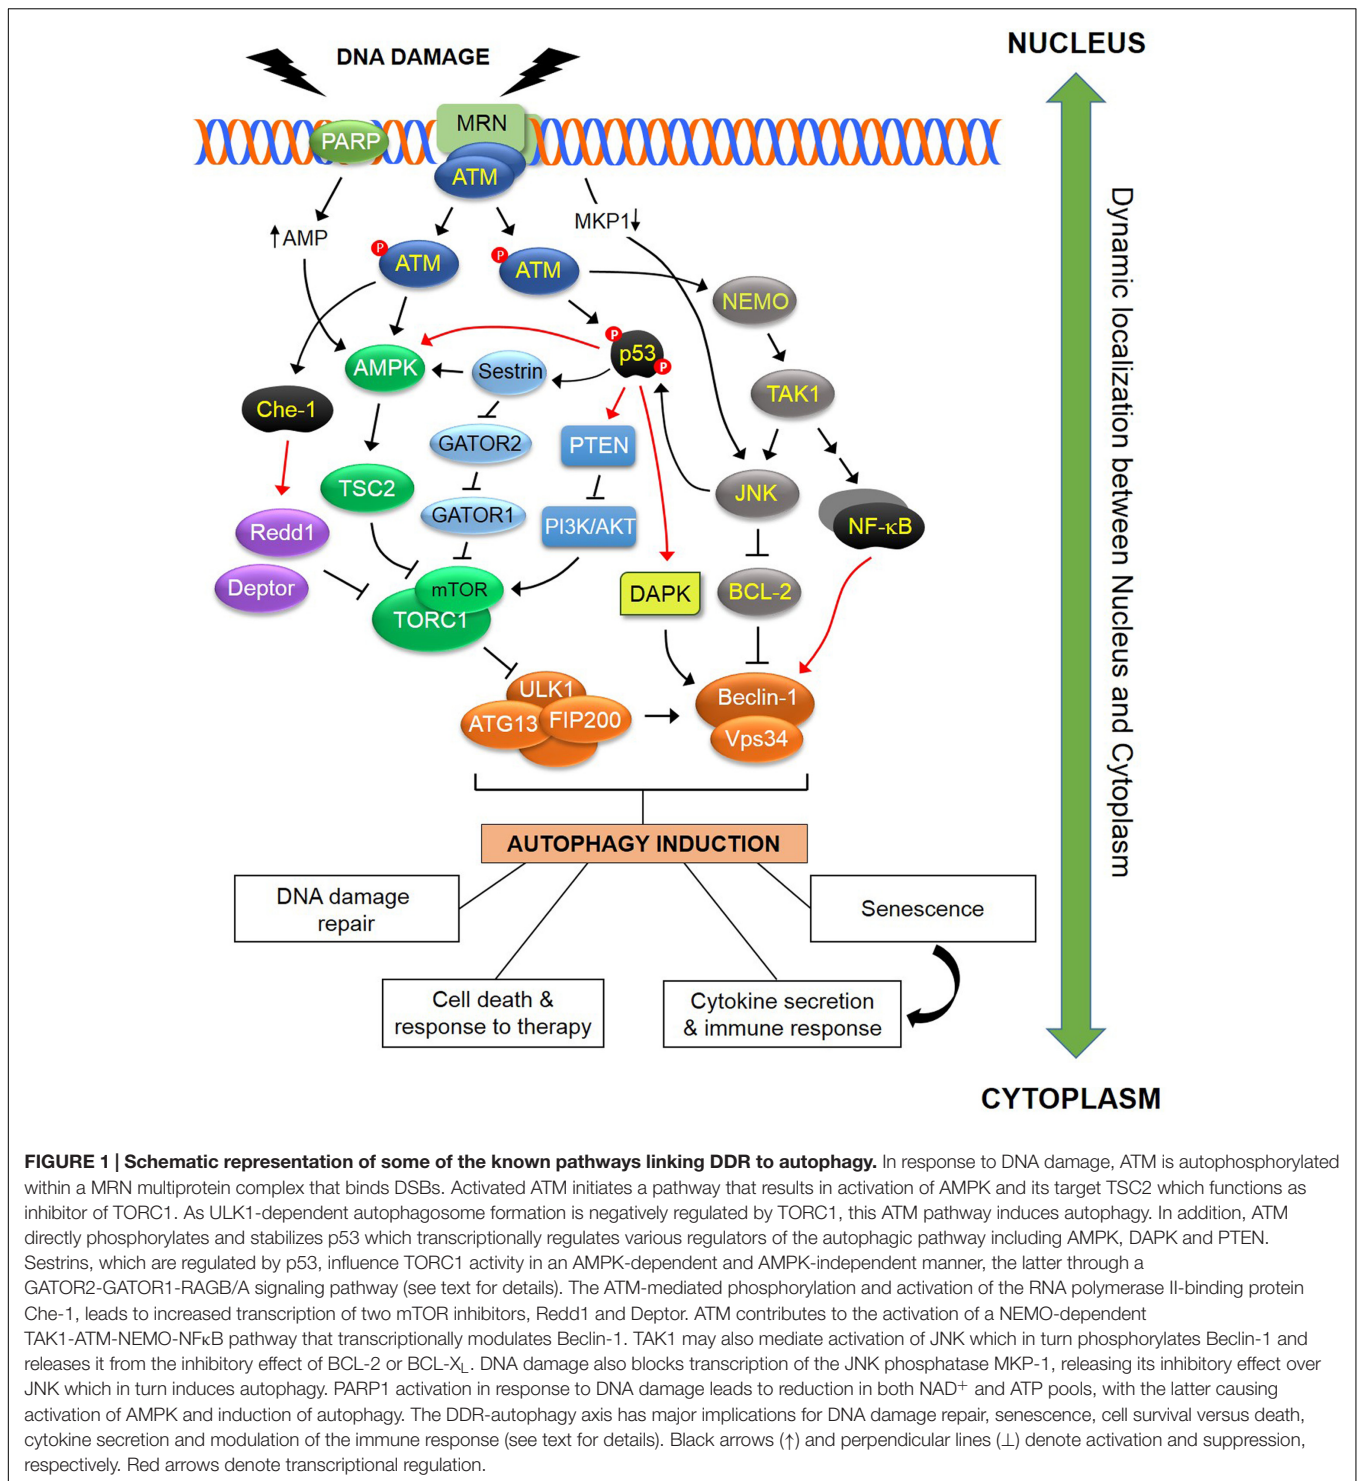 NUCLEUS
DNA DAMAGE
MRN
PARP
ATM
MKP1↓
↑AMP
P
ATM
P
ATM
NEMO
P
p53
P
AMPK
Sestrin
TAK1
Che-1
GATOR2
PTEN
TSC2
JNK
GATOR1
PI3K/AKT
NF-κB
Redd1
Deptor
mTOR
TORC1
DAPK
BCL-2
ULK1
ATG13
FIP200
Beclin-1
Vps34
Dynamic localization between Nucleus and Cytoplasm
AUTOPHAGY INDUCTION
DNA damage
repair
Senescence
Cell death &
response to therapy
Cytokine secretion
& immune response
CYTOPLASM
FIGURE 1 | Schematic representation of some of the known pathways linking DDR to autophagy. In response to DNA damage, ATM is autophosphorylated
within a MRN multiprotein complex that binds DSBs. Activated ATM initiates a pathway that results in activation of AMPK and its target TSC2 which functions as
inhibitor of TORC1. As ULK1-dependent autophagosome formation is negatively regulated by TORC1, this ATM pathway induces autophagy. In addition, ATM
directly phosphorylates and stabilizes p53 which transcriptionally regulates various regulators of the autophagic pathway including AMPK, DAPK and PTEN.
Sestrins, which are regulated by p53, influence TORC1 activity in an AMPK-dependent and AMPK-independent manner, the latter through a
GATOR2-GATOR1-RAGB/A signaling pathway (see text for details). The ATM-mediated phosphorylation and activation of the RNA polymerase II-binding protein
Che-1, leads to increased transcription of two mTOR inhibitors, Redd1 and Deptor. ATM contributes to the activation of a NEMO-dependent
TAK1-ATM-NEMO-NFκB pathway that transcriptionally modulates Beclin-1. TAK1 may also mediate activation of JNK which in turn phosphorylates Beclin-1 and
releases it from the inhibitory effect of BCL-2 or BCL-X_L. DNA damage also blocks transcription of the JNK phosphatase MKP-1, releasing its inhibitory effect over
JNK which in turn induces autophagy. PARP1 activation in response to DNA damage leads to reduction in both NAD⁺ and ATP pools, with the latter causing
activation of AMPK and induction of autophagy. The DDR-autophagy axis has major implications for DNA damage repair, senescence, cell survival versus death,
cytokine secretion and modulation of the immune response (see text for details). Black arrows (↑) and perpendicular lines (⊥) denote activation and suppression,
respectively. Red arrows denote transcriptional regulation.